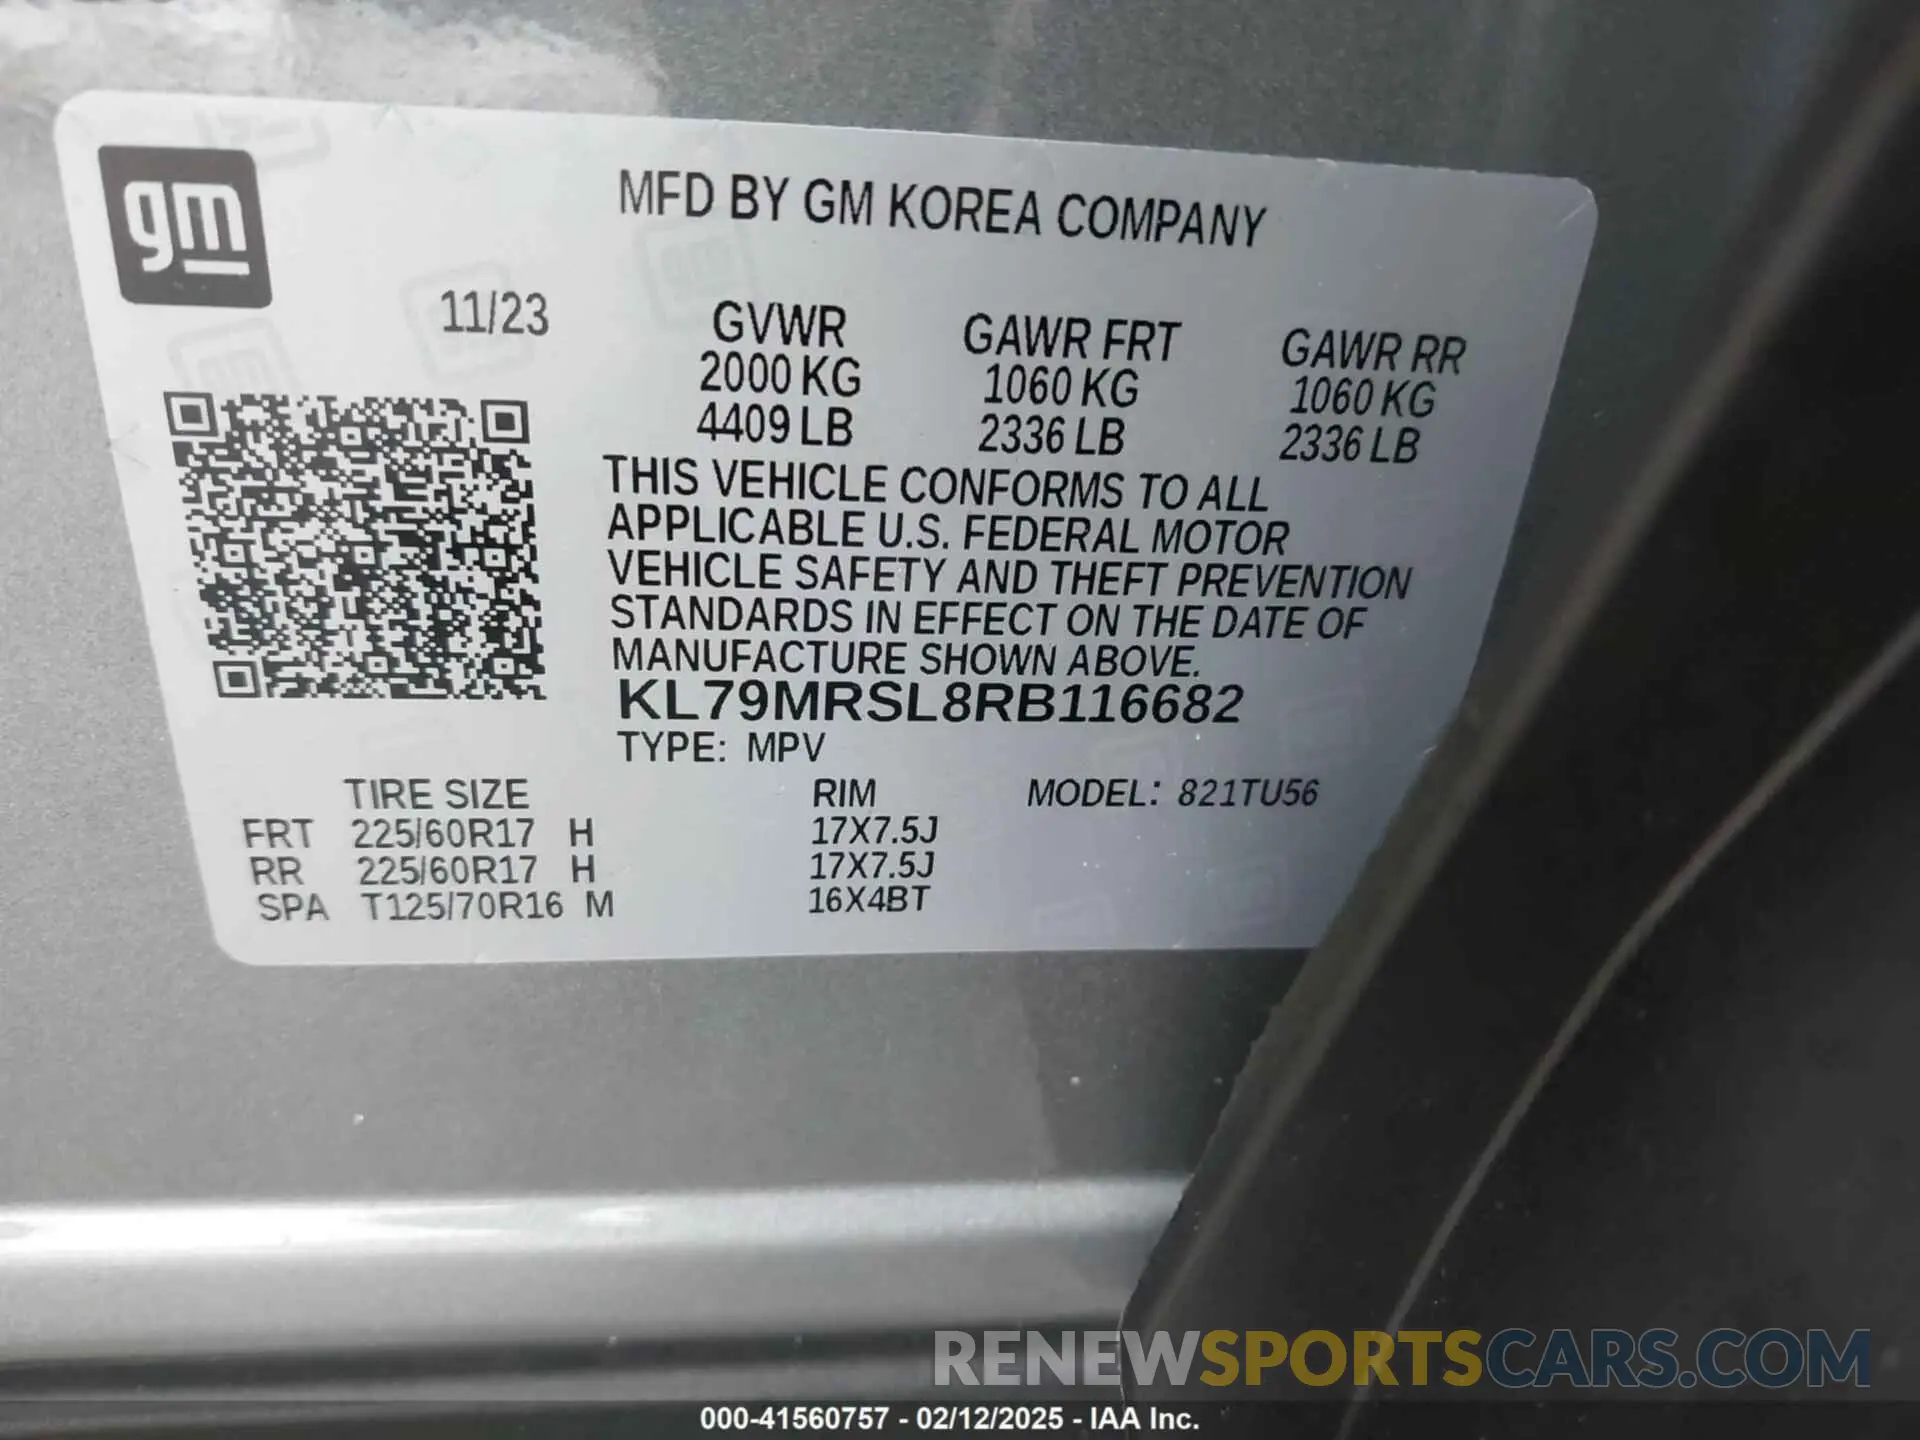 gm
MFD BY GM KOREA COMPANY
11/23
GVWR GAWR FRT GAWR RR
2000 KG 1060 KG 1060 KG
4409 LB 2336 LB 2336 LB
THIS VEHICLE CONFORMS TO ALL
APPLICABLE U.S. FEDERAL MOTOR
VEHICLE SAFETY AND THEFT PREVENTION
STANDARDS IN EFFECT ON THE DATE OF
MANUFACTURE SHOWN ABOVE.
KL79MRSL8RB116682
TYPE: MPV
TIRE SIZE RIM MODEL: 821TU56
FRT 225/60R17 H 17X7.5J
RR 225/60R17 H 17X7.5J
SPA T125/70R16 M 16X4BT
RENEWSPORTSCARS.COM
000-41560757 - 02/12/2025 - IAA Inc.